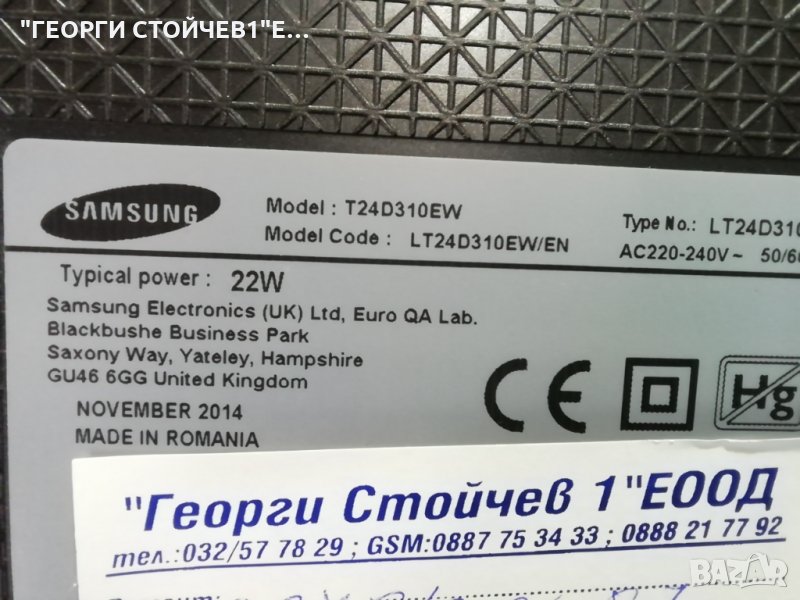 "ГЕОРГИ СТОЙЧЕВ1"Е...
SAMSUNG
Model : T24D310EW
Model Code : LT24D310EW/EN
Type No.: LT24D310
AC220-240V~ 50/60
Typical power : 22W
Samsung Electronics (UK) Ltd, Euro QA Lab.
Blackbushe Business Park
Saxony Way, Yateley, Hampshire
GU46 6GG United Kingdom
NOVEMBER 2014
MADE IN ROMANIA
CE
Hg
"Георги Стойчев 1"ЕООД
тел.:032/57 78 29 ; GSM:0887 75 34 33 ; 0888 21 77 92
BAZAR